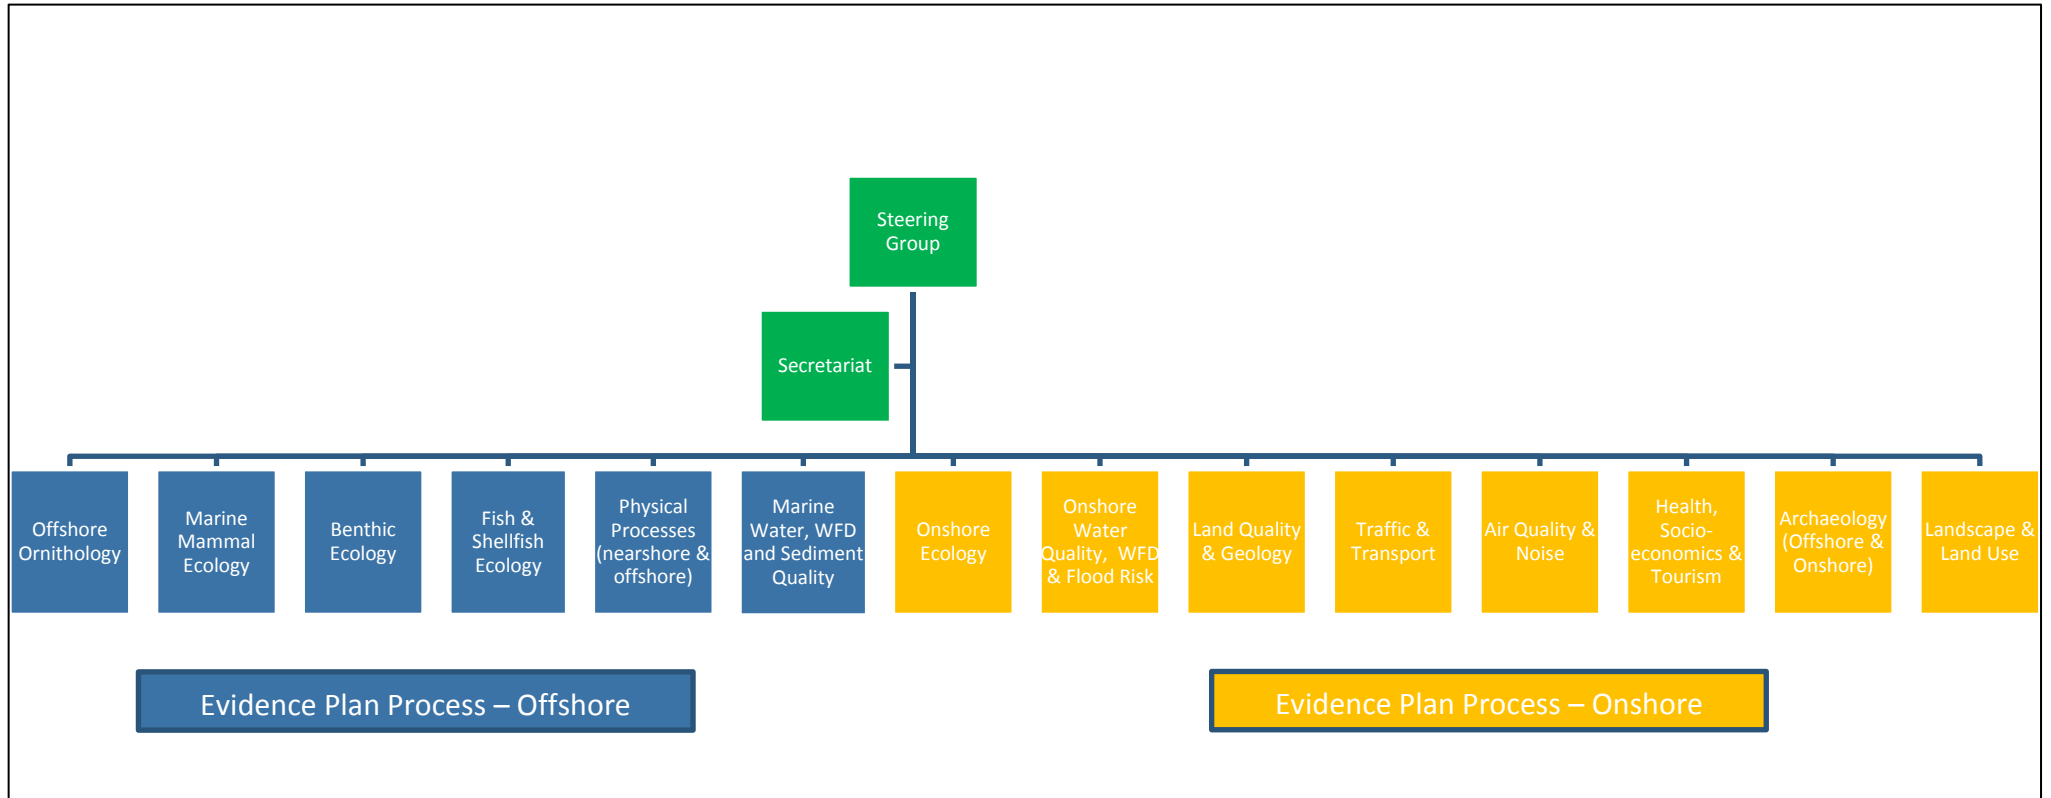 Steering
Group
Secretariat
Offshore
Ornithology
Marine
Mammal
Ecology
Benthic
Ecology
Fish &
Shellfish
Ecology
Physical
Processes
(nearshore &
offshore)
Marine
Water, WFD
and Sediment
Quality
Onshore
Ecology
Onshore
Water
Quality, WFD
& Flood Risk
Land Quality
& Geology
Traffic &
Transport
Air Quality &
Noise
Health,
Socio-
economics &
Tourism
Archaeology
(Offshore &
Onshore)
Landscape &
Land Use
Evidence Plan Process – Offshore
Evidence Plan Process – Onshore